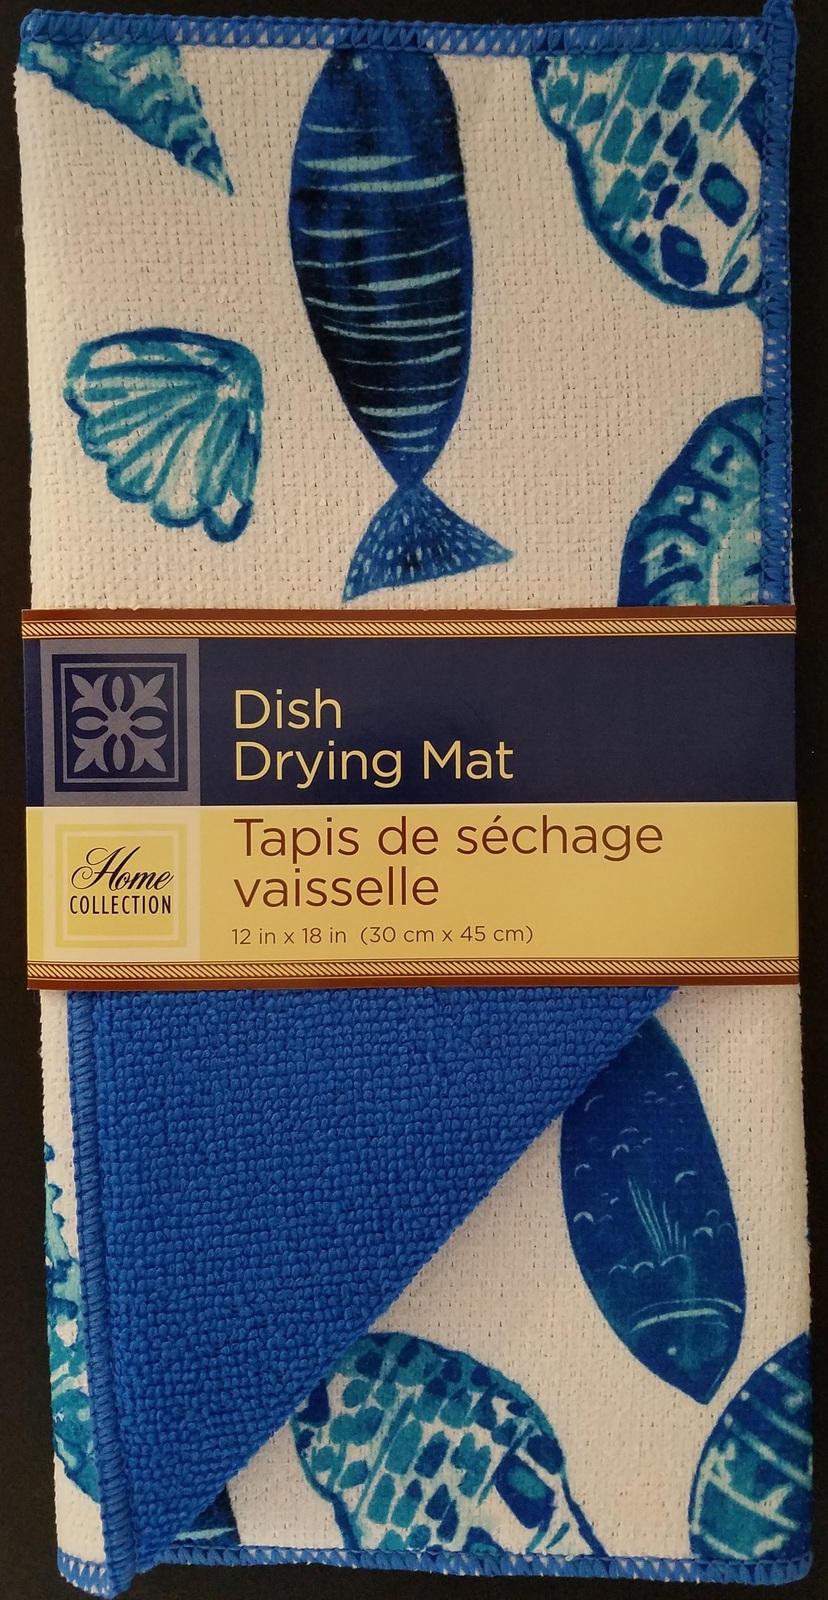 Dish
Drying Mat
Tapis de séchage
vaisselle
12 in x 18 in (30 cm x 45 cm)
Home
COLLECTION